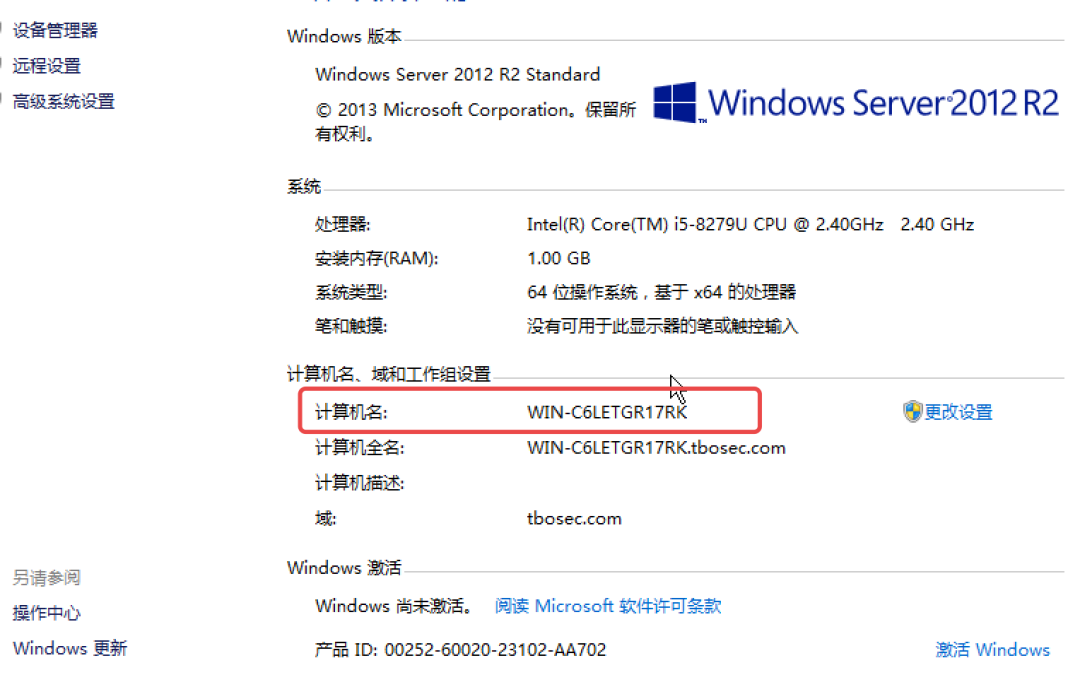 设备管理器
远程设置
高级系统设置
Windows 版本
Windows Server 2012 R2 Standard
© 2013 Microsoft Corporation。保留所
有权利。
Windows Server 2012 R2
系统
处理器: Intel(R) Core(TM) i5-8279U CPU @ 2.40GHz 2.40 GHz
安装内存(RAM): 1.00 GB
系统类型: 64 位操作系统，基于 x64 的处理器
笔和触摸: 没有可用于此显示器的笔或触控输入
计算机名、域和工作组设置
计算机名: WIN-C6LETGR17RK 更改设置
计算机全名: WIN-C6LETGR17RK.tbosec.com
计算机描述:
域: tbosec.com
Windows 激活
Windows 尚未激活。 阅读 Microsoft 软件许可条款
产品 ID: 00252-60020-23102-AA702 激活 Windows
另请参阅
操作中心
Windows 更新